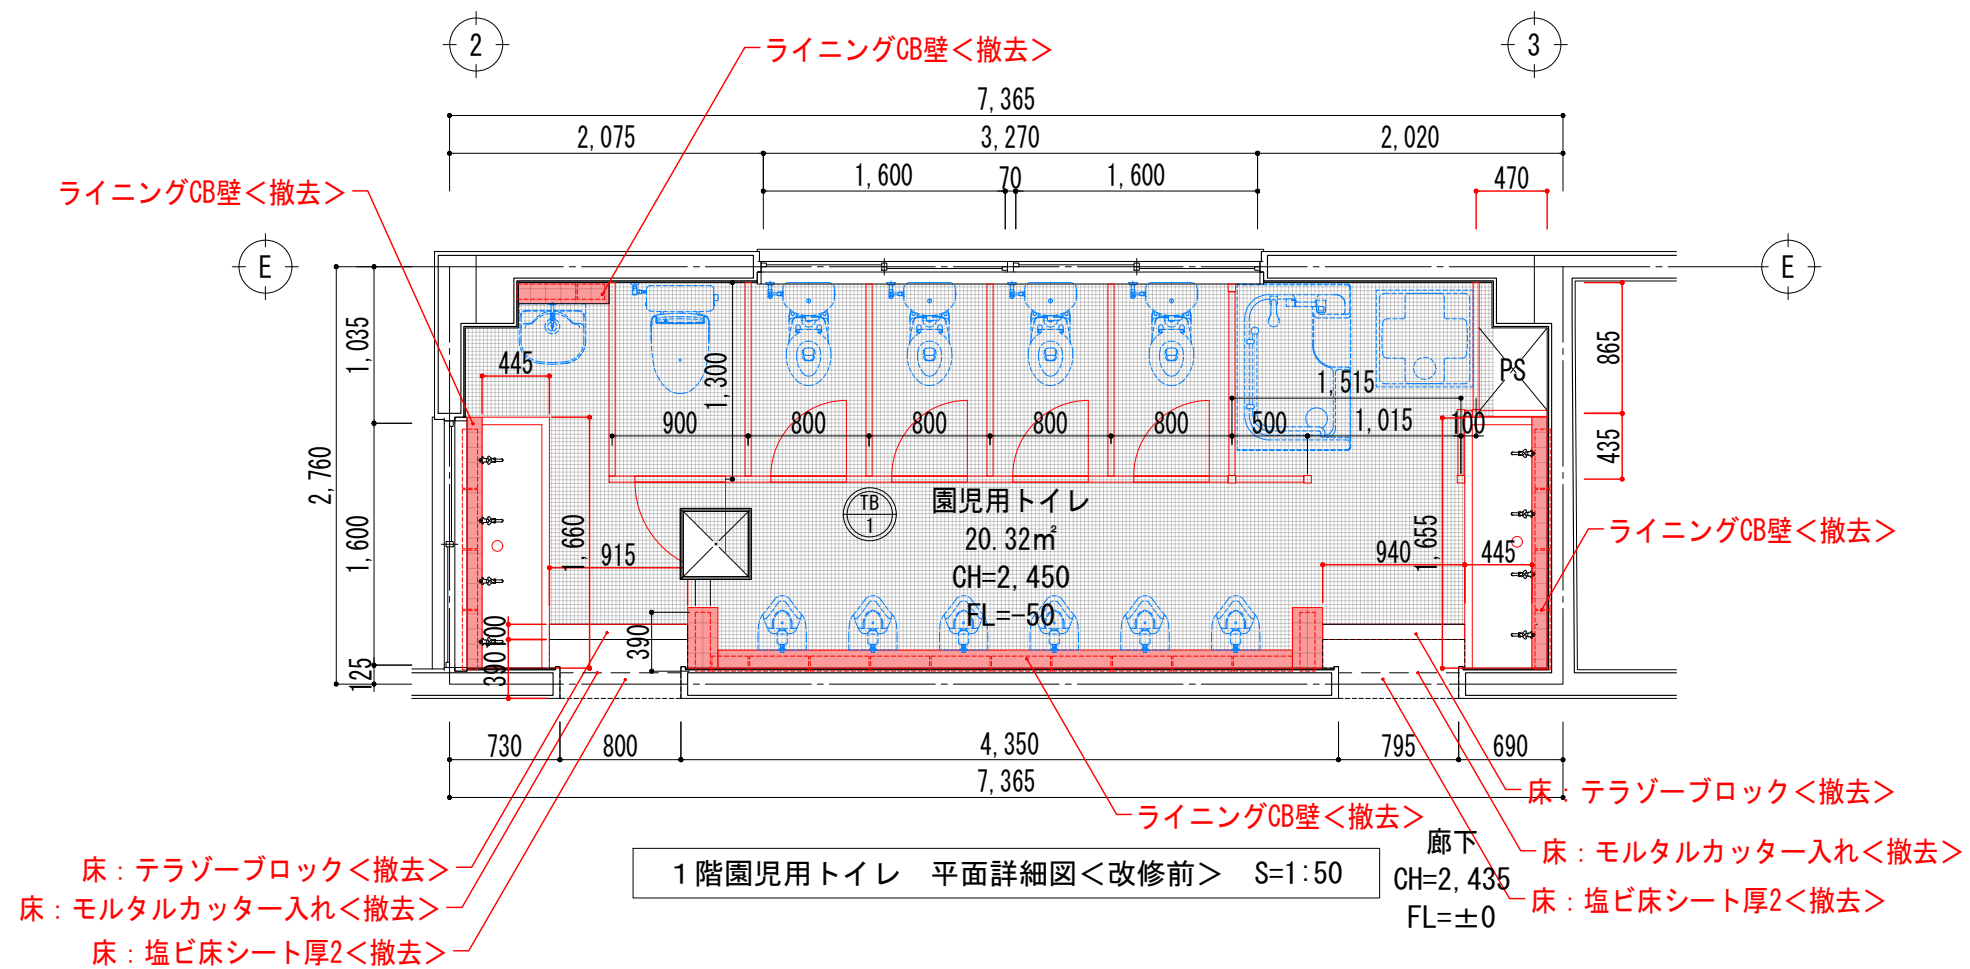 2
3
ライニングCB壁＜撤去＞
7,365
2,075
3,270
2,020
1,600
70
1,600
470
ライニングCB壁＜撤去＞
E
E
1,035
445
1,300
865
PS
1,515
900
800
800
800
800
500
1,015
100
435
2,760
TB
1
園児用トイレ
20.32㎡
CH=2,450
FL=-50
1,600
1,660
915
940
1,655
445
ライニングCB壁＜撤去＞
100
390
390
125
730
800
4,350
795
690
7,365
床：テラゾーブロック＜撤去＞
ライニングCB壁＜撤去＞
廊下
CH=2,435
FL=±0
床：モルタルカッター入れ＜撤去＞
床：塩ビ床シート厚2＜撤去＞
床：テラゾーブロック＜撤去＞
床：モルタルカッター入れ＜撤去＞
床：塩ビ床シート厚2＜撤去＞
１階園児用トイレ　平面詳細図＜改修前＞　S=1:50